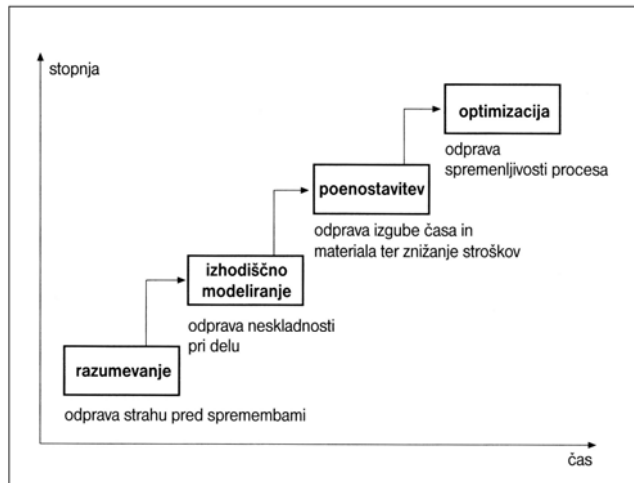 stopnja
optimizacija
odprava
spremenljivosti procesa
poenostavitev
odprava izgube časa in
materiala ter znižanje stroškov
izhodiščno
modeliranje
odprava neskladnosti
pri delu
razumevanje
odprava strahu pred spremembami
čas